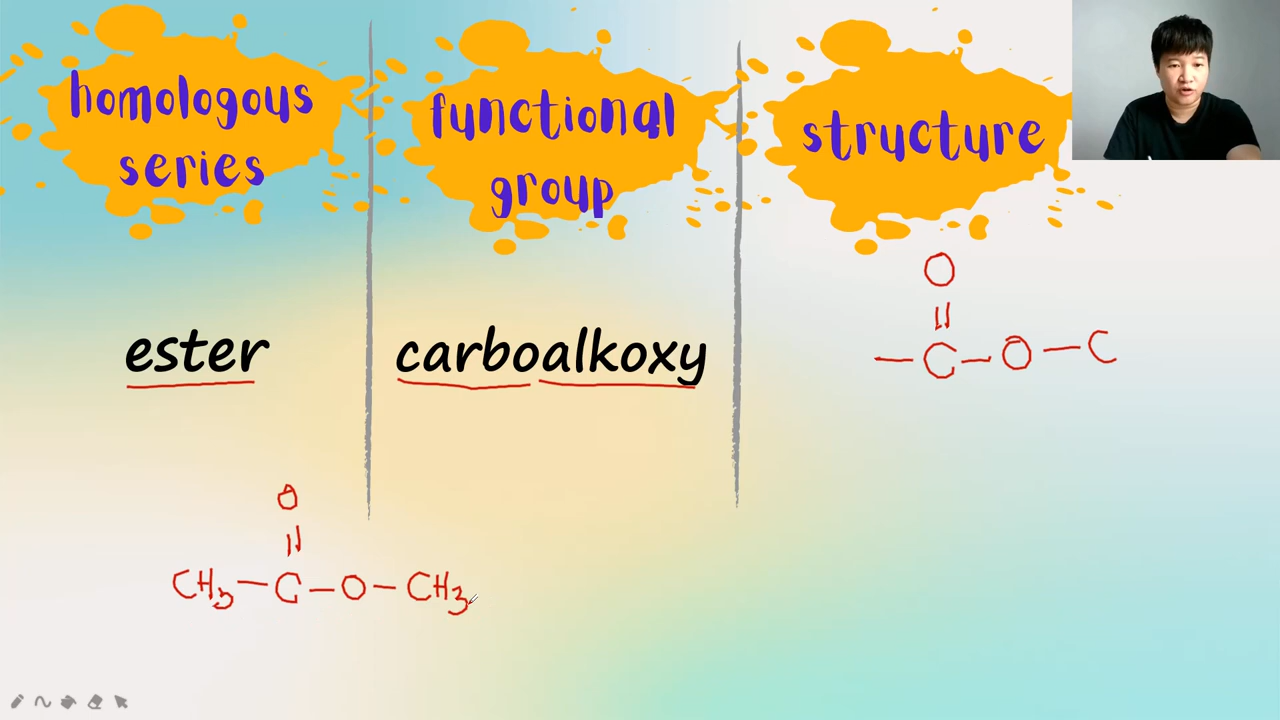 homologous
series
functional
group
structure
ester
carboalkoxy
O
||
— C — O — C
O
||
CH3 — C — O — CH3